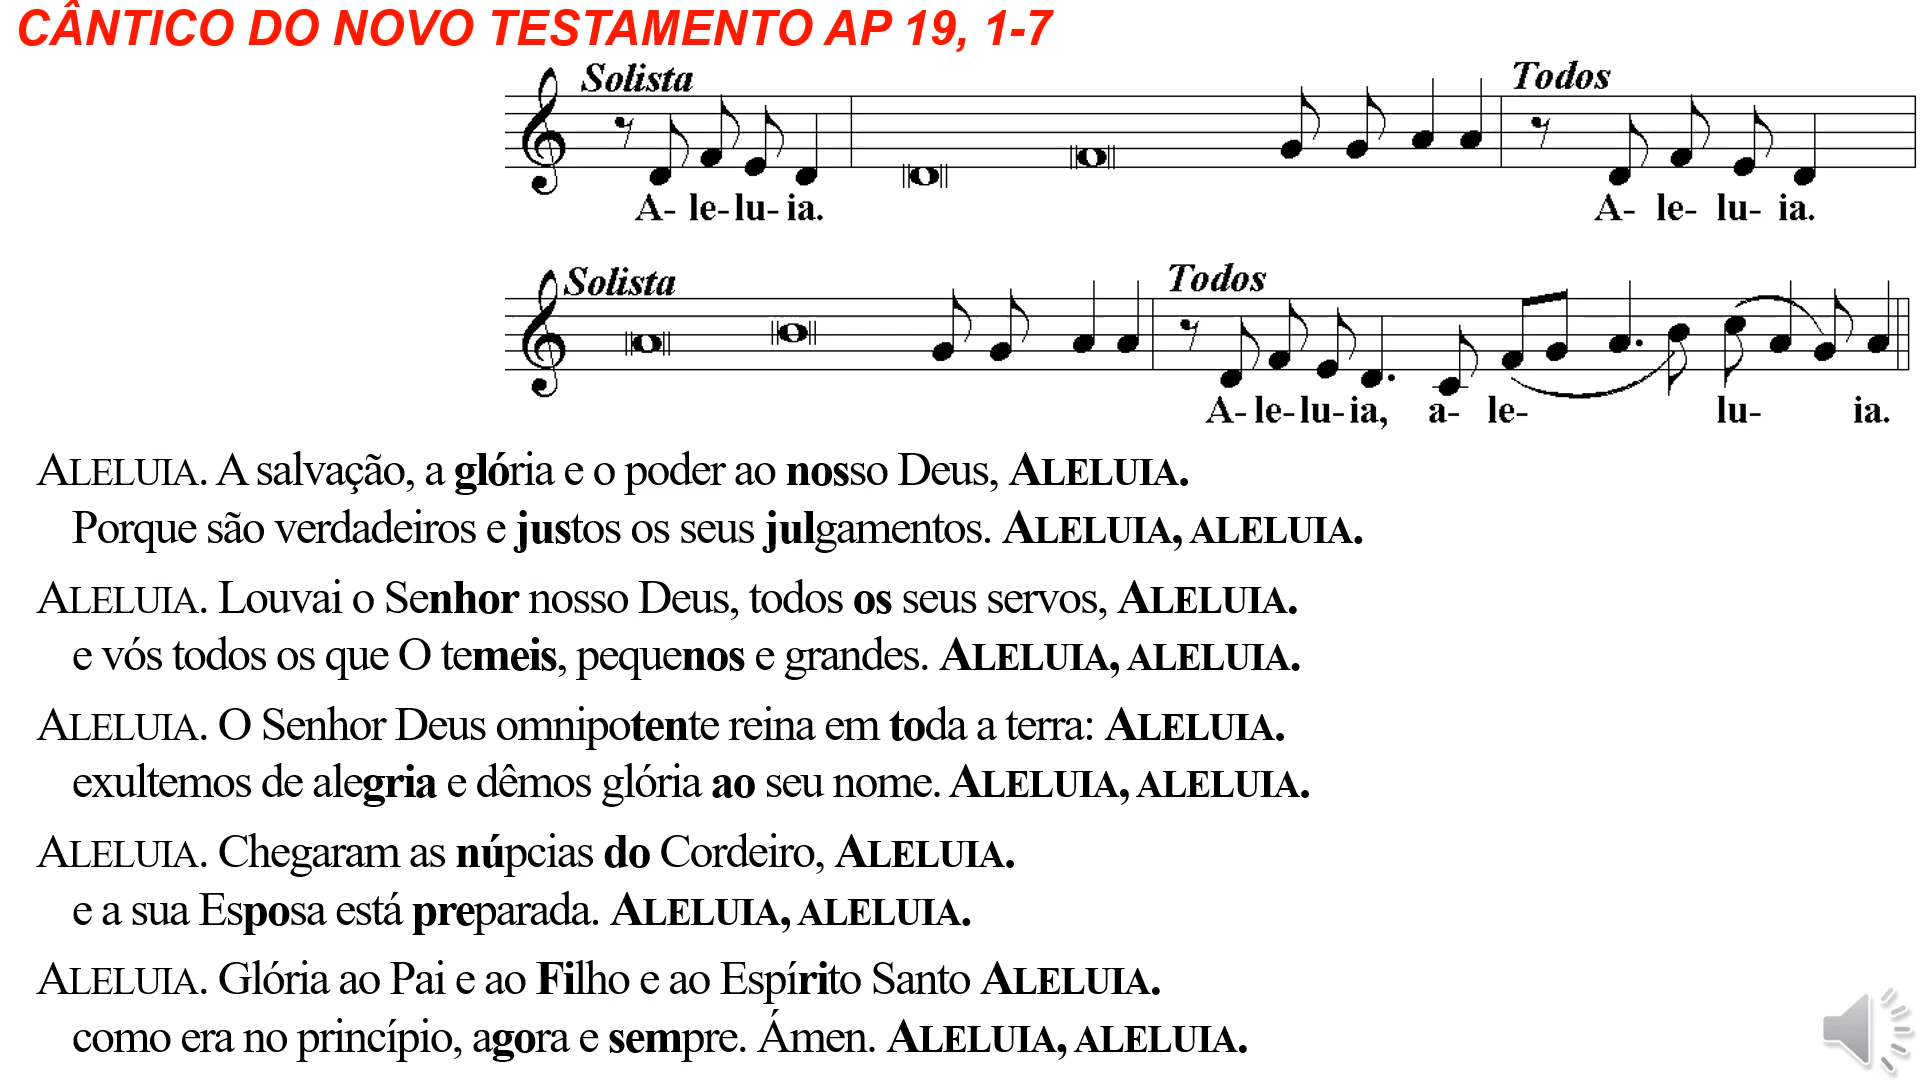 CÂNTICO DO NOVO TESTAMENTO AP 19, 1-7
Solista Todos
A- le- lu- ia. A- le- lu- ia.
Solista Todos
A- le- lu- ia, a- le- lu- ia.
ALELUIA. A salvação, a glória e o poder ao nosso Deus, ALELUIA.
Porque são verdadeiros e justos os seus julgamentos. ALELUIA, ALELUIA.
ALELUIA. Louvai o Senhor nosso Deus, todos os seus servos, ALELUIA.
e vós todos os que O temeis, pequenos e grandes. ALELUIA, ALELUIA.
ALELUIA. O Senhor Deus omnipotente reina em toda a terra: ALELUIA.
exultemos de alegria e dêmos glória ao seu nome. ALELUIA, ALELUIA.
ALELUIA. Chegaram as núpcias do Cordeiro, ALELUIA.
e a sua Esposa está preparada. ALELUIA, ALELUIA.
ALELUIA. Glória ao Pai e ao Filho e ao Espírito Santo ALELUIA.
como era no princípio, agora e sempre. Ámen. ALELUIA, ALELUIA.